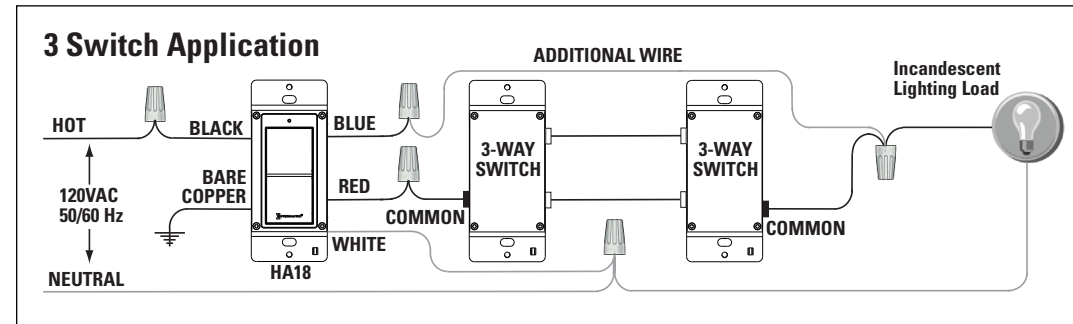 3 Switch Application
ADDITIONAL WIRE
Incandescent
Lighting Load
HOT
BLACK
BLUE
3-WAY
SWITCH
3-WAY
SWITCH
BARE
COPPER
RED
120VAC
50/60 Hz
COMMON
COMMON
WHITE
HA18
NEUTRAL